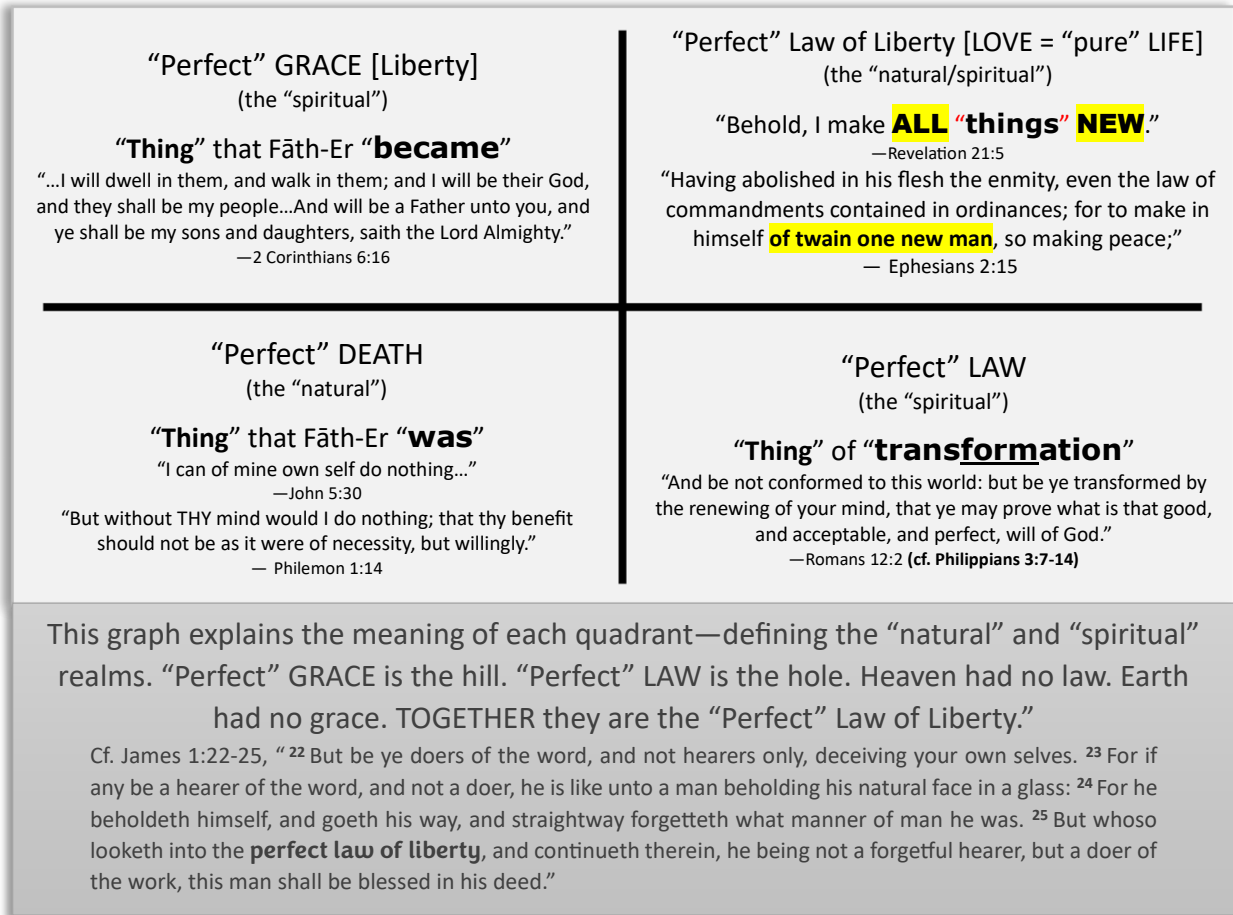 “Perfect” GRACE [Liberty]
(the “spiritual”)
“Thing” that Fāth-Er “became”
“…I will dwell in them, and walk in them; and I will be their God,
and they shall be my people…And will be a Father unto you, and
ye shall be my sons and daughters, saith the Lord Almighty.”
—2 Corinthians 6:16
“Perfect” Law of Liberty [LOVE = “pure” LIFE]
(the “natural/spiritual”)
“Behold, I make ALL “things” NEW.”
—Revelation 21:5
“Having abolished in his flesh the enmity, even the law of
commandments contained in ordinances; for to make in
himself of twain one new man, so making peace;”
— Ephesians 2:15
“Perfect” DEATH
(the “natural”)
“Thing” that Fāth-Er “was”
“I can of mine own self do nothing…”
—John 5:30
“But without THY mind would I do nothing; that thy benefit
should not be as it were of necessity, but willingly.”
— Philemon 1:14
“Perfect” LAW
(the “spiritual”)
“Thing” of “transformation”
“And be not conformed to this world: but be ye transformed by
the renewing of your mind, that ye may prove what is that good,
and acceptable, and perfect, will of God.”
—Romans 12:2 (cf. Philippians 3:7-14)
This graph explains the meaning of each quadrant—defining the “natural” and “spiritual”
realms. “Perfect” GRACE is the hill. “Perfect” LAW is the hole. Heaven had no law. Earth
had no grace. TOGETHER they are the “Perfect” Law of Liberty.”
Cf. James 1:22-25, “ 22 But be ye doers of the word, and not hearers only, deceiving your own selves. 23 For if
any be a hearer of the word, and not a doer, he is like unto a man beholding his natural face in a glass: 24 For he
beholdeth himself, and goeth his way, and straightway forgetteth what manner of man he was. 25 But whoso
looketh into the perfect law of liberty, and continueth therein, he being not a forgetful hearer, but a doer of
the work, this man shall be blessed in his deed.”